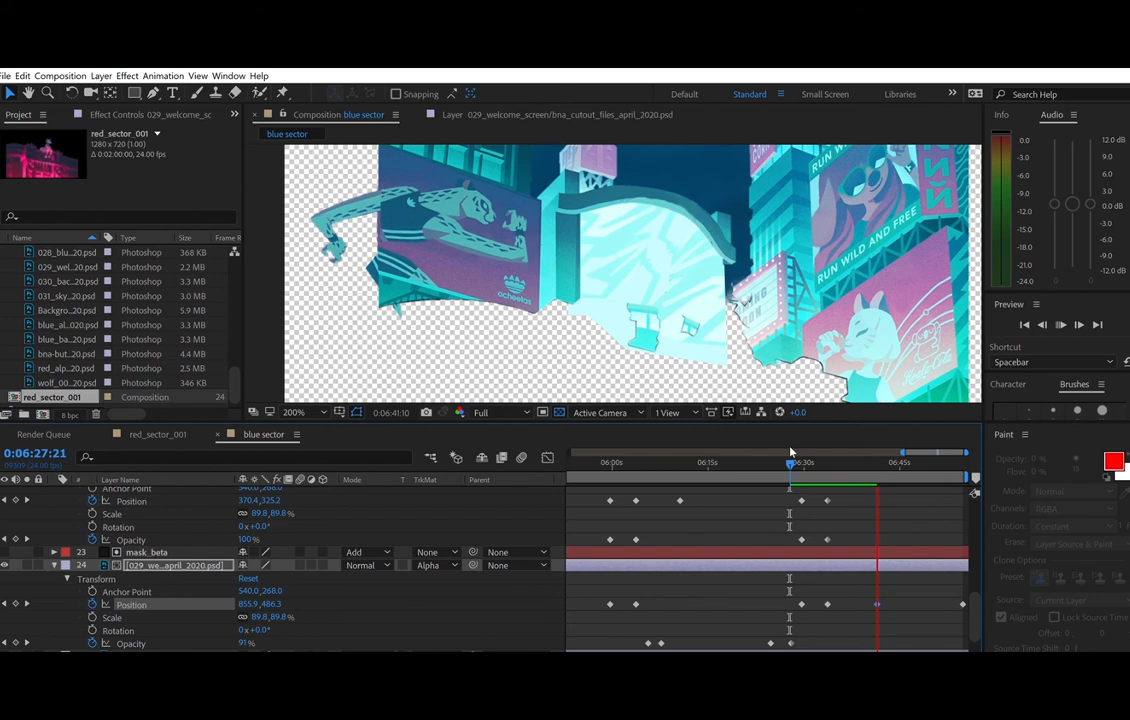 File Edit Composition Layer Effect Animation View Window Help
Snapping
Default Standard Small Screen Libraries Search Help
Project Effect Controls 029_welcome_sc
Composition blue sector
Layer 029_welcome_screen/bna_cutout_files_april_2020.psd
Info Audio
red_sector_001
1280 x 720 (1.00)
Δ 0:02:00:00, 24.00 fps
blue sector
Name Type Size Frame R
028_blu...20.psd Photoshop 368 KB
029_wel...20.psd Photoshop 2.2 MB
030_bac...20.psd Photoshop 3.3 MB
031_sky...20.psd Photoshop 3.3 MB
Backgro...20.psd Photoshop 5.9 MB
blue_al...020.psd Photoshop 3.3 MB
blue_ba...20.psd Photoshop 3.3 MB
bna-but...20.psd Photoshop 4.4 MB
red_alp...20.psd Photoshop 2.5 MB
wolf_00...20.psd Photoshop 346 KB
red_sector_001 Composition 24
8 bpc
acheetas
RUN WILD AND FREE
RUN WILD AND FREE
0.0
-3.0
-6.0
-9.0
-12.0
-15.0
-18.0
-21.0
-24.0
12.0 dB
9.0
6.0
3.0
0.0 dB
-3.0
-6.0
-9.0
-12.0 dB
Preview
Shortcut
Spacebar
Character Brushes
200% 0:06:41:10 Full Active Camera 1 View +0.0
Render Queue red_sector_001 blue sector
0:06:27:21
09309 (24.00 fps)
# Layer Name Mode T TrkMat Parent
06:00s 06:15s 06:30s 06:45s
Anchor Point 540.0,268.0
Position 370.4,325.2
Scale 89.8,89.8%
Rotation 0x+0.0°
Opacity 100%
23 mask_beta Add None None
24 [029_we...april_2020.psd] Normal Alpha None
Transform Reset
Anchor Point 540.0,268.0
Position 855.9,486.3
Scale 89.8,89.8%
Rotation 0x+0.0°
Opacity 91%
Paint
Opacity: 0 %
Flow: 0 %
Mode: Normal
Channels: RGBA
Duration: Constant
Erase: Layer Source & Paint
Clone Options
Preset:
Source: Current Layer
Aligned Lock Source Time
Offset: 0,
Source Time Shift: 0 f